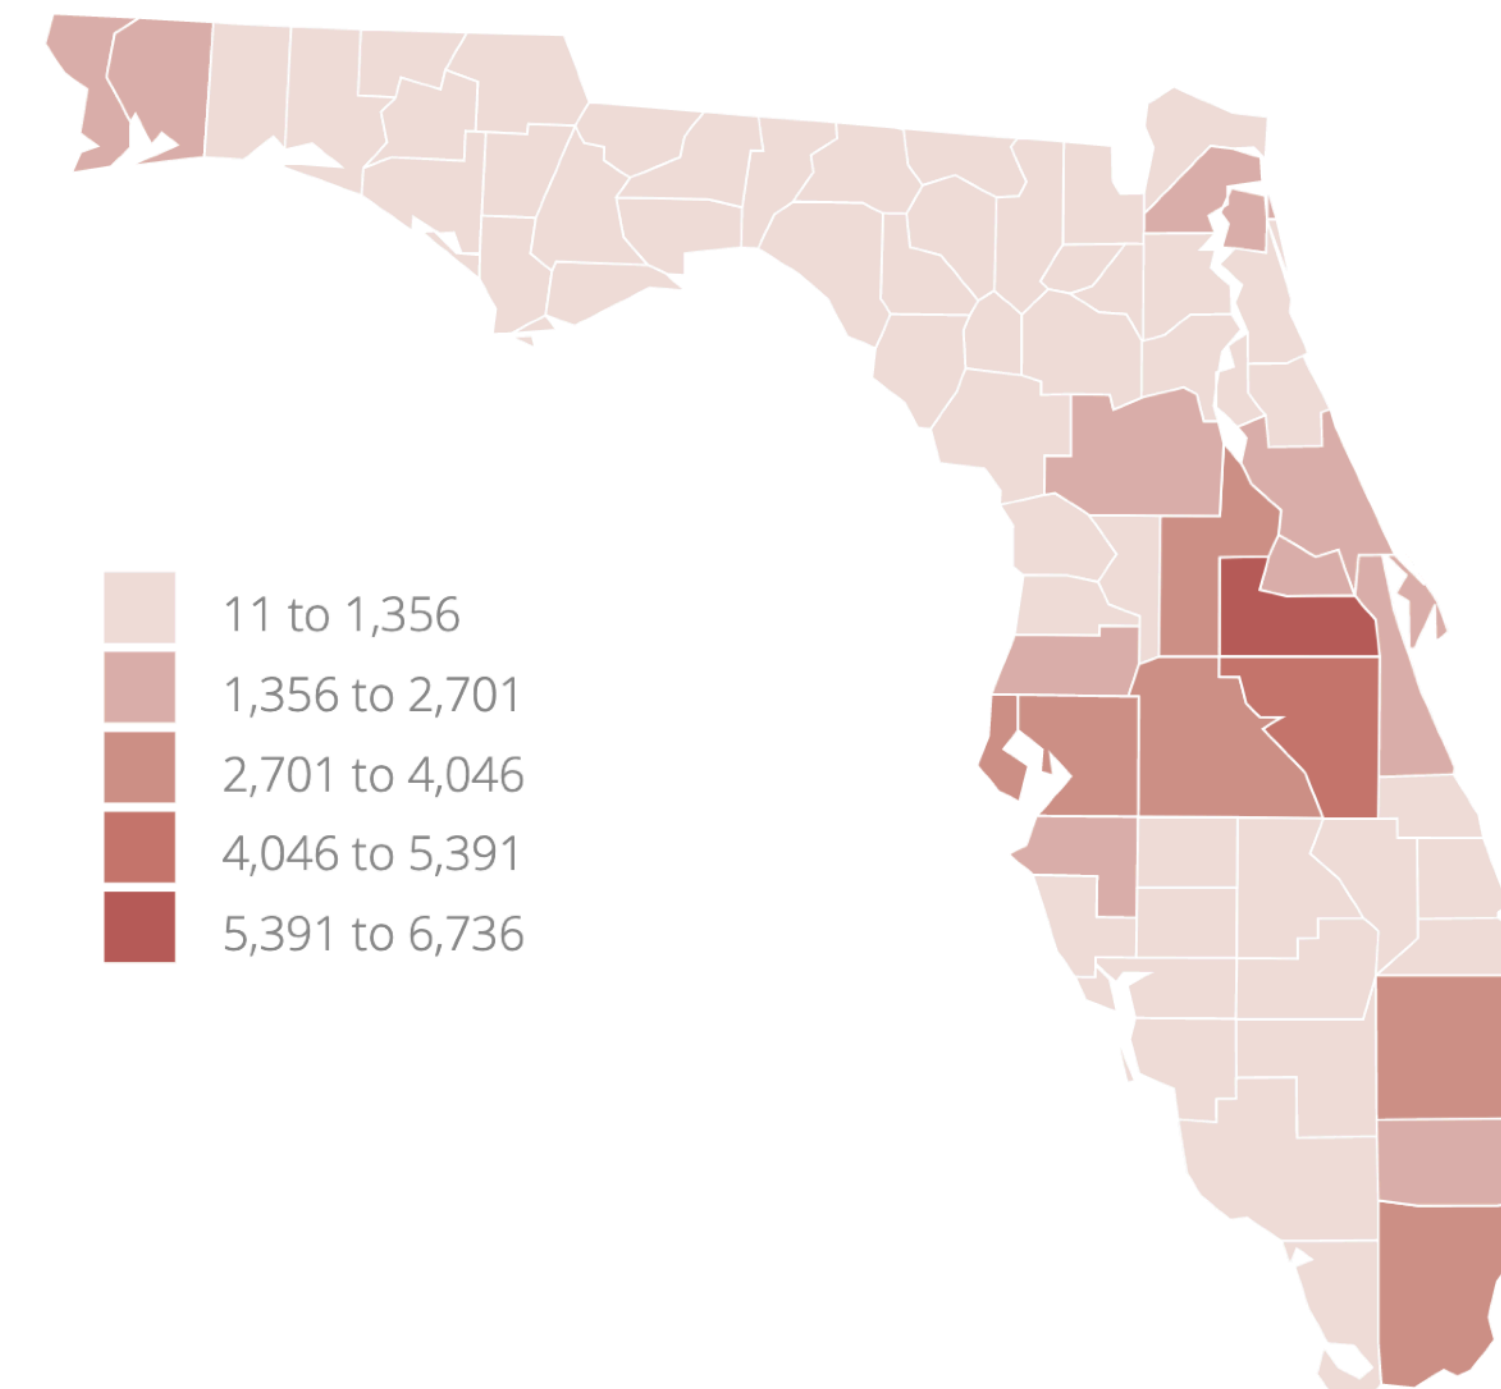 11 to 1,356
1,356 to 2,701
2,701 to 4,046
4,046 to 5,391
5,391 to 6,736